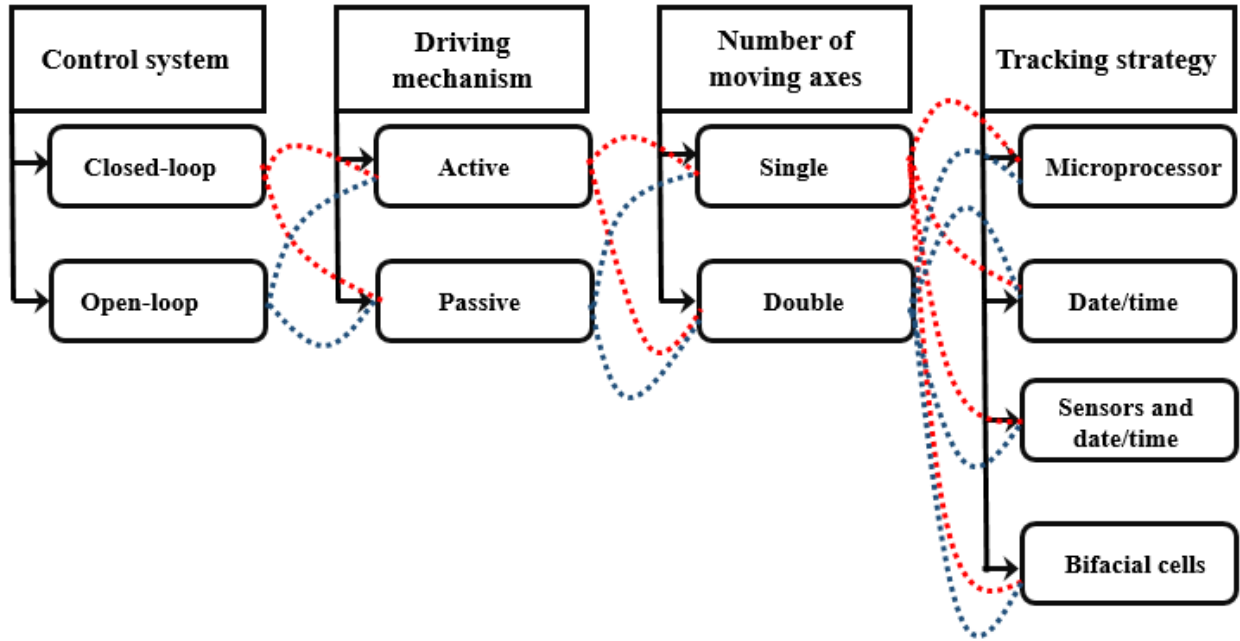 Control system
Driving
mechanism
Number of
moving axes
Tracking strategy
Closed-loop
Active
Single
Microprocessor
Open-loop
Passive
Double
Date/time
Sensors and
date/time
Bifacial cells